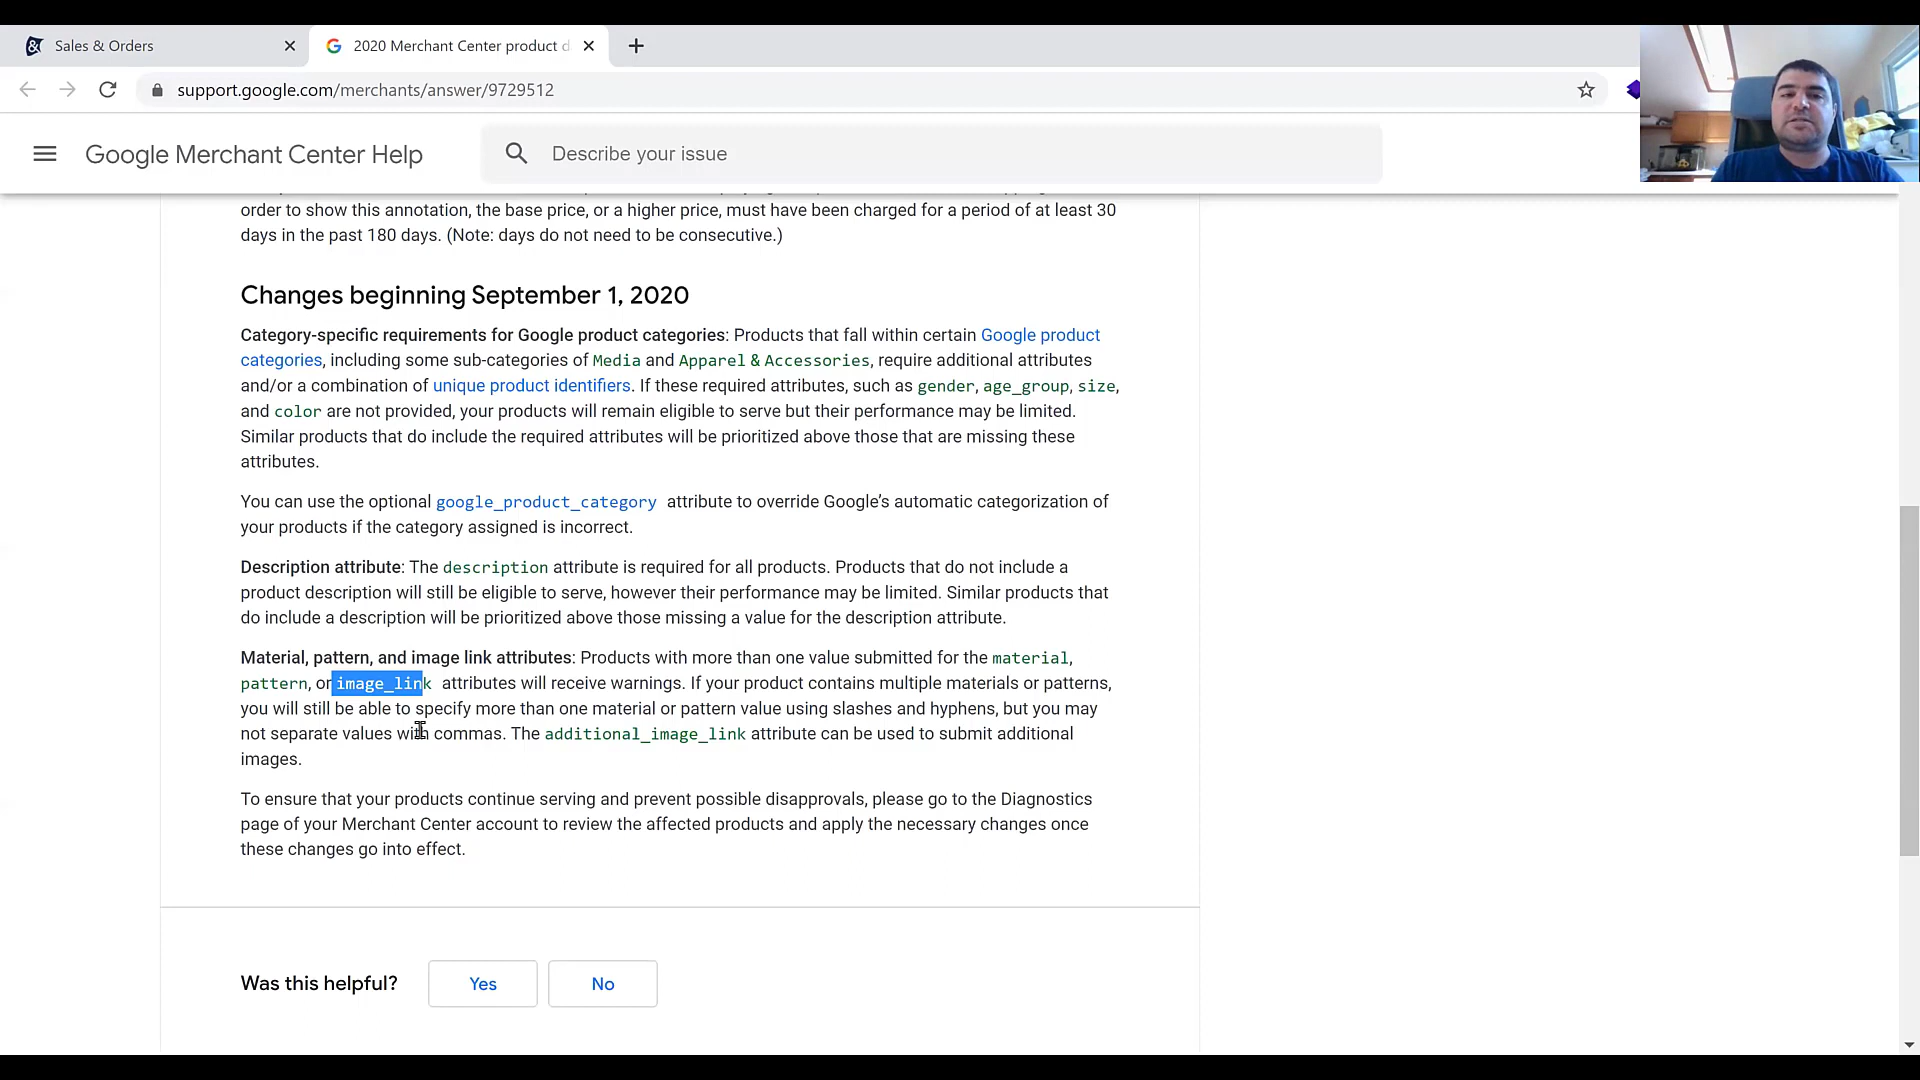 Sales & Orders
2020 Merchant Center product d
support.google.com/merchants/answer/9729512
Google Merchant Center Help
Describe your issue
order to show this annotation, the base price, or a higher price, must have been charged for a period of at least 30
days in the past 180 days. (Note: days do not need to be consecutive.)
Changes beginning September 1, 2020
Category-specific requirements for Google product categories: Products that fall within certain Google product
categories, including some sub-categories of Media and Apparel & Accessories, require additional attributes
and/or a combination of unique product identifiers. If these required attributes, such as gender, age_group, size,
and color are not provided, your products will remain eligible to serve but their performance may be limited.
Similar products that do include the required attributes will be prioritized above those that are missing these
attributes.
You can use the optional google_product_category attribute to override Google's automatic categorization of
your products if the category assigned is incorrect.
Description attribute: The description attribute is required for all products. Products that do not include a
product description will still be eligible to serve, however their performance may be limited. Similar products that
do include a description will be prioritized above those missing a value for the description attribute.
Material, pattern, and image link attributes: Products with more than one value submitted for the material,
pattern, or image_link attributes will receive warnings. If your product contains multiple materials or patterns,
you will still be able to specify more than one material or pattern value using slashes and hyphens, but you may
not separate values with commas. The additional_image_link attribute can be used to submit additional
images.
To ensure that your products continue serving and prevent possible disapprovals, please go to the Diagnostics
page of your Merchant Center account to review the affected products and apply the necessary changes once
these changes go into effect.
Was this helpful?
Yes
No